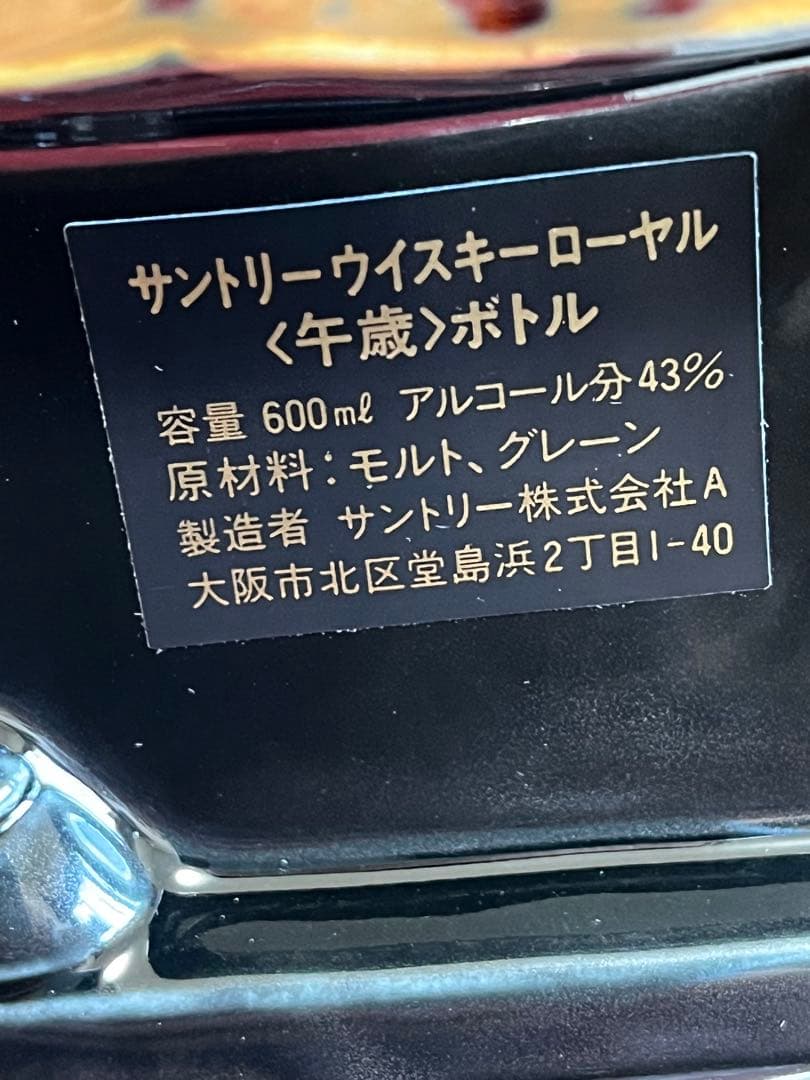 サントリーウイスキーローヤル
〈午歳〉ボトル
容量 600ml アルコール分43%
原材料:モルト、グレーン
製造者 サントリー株式会社A
大阪市北区堂島浜2丁目1-40